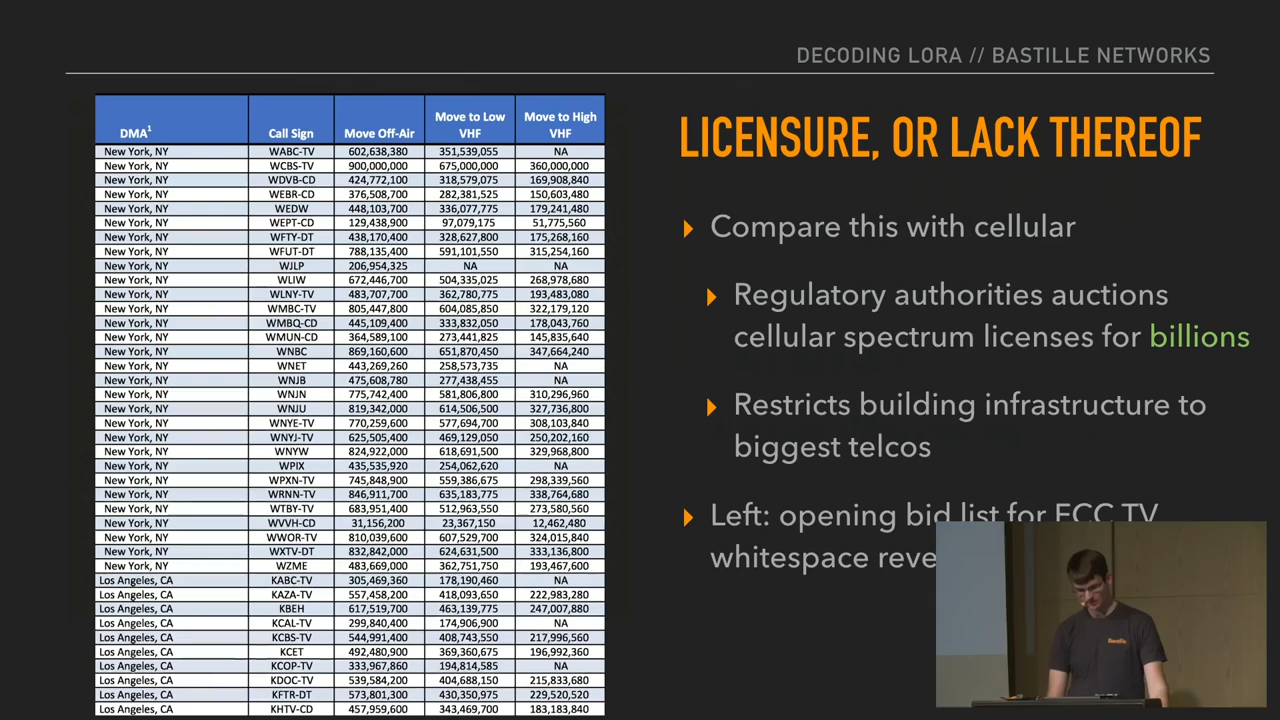 DECODING LORA // BASTILLE NETWORKS
DMA1 Call Sign Move Off-Air Move to Low VHF Move to High VHF
New York, NY WABC-TV 602,638,380 351,539,055 NA
New York, NY WCBS-TV 900,000,000 675,000,000 360,000,000
New York, NY WDVB-CD 424,772,100 318,579,075 169,908,840
New York, NY WEBR-CD 376,508,700 282,381,525 150,603,480
New York, NY WEDW 448,103,700 336,077,775 179,241,480
New York, NY WEPT-CD 129,438,900 97,079,175 51,775,560
New York, NY WFTY-DT 438,170,400 328,627,800 175,268,160
New York, NY WFUT-DT 788,135,400 591,101,550 315,254,160
New York, NY WJLP 206,954,325 NA NA
New York, NY WLIW 672,446,700 504,335,025 268,978,680
New York, NY WLNY-TV 483,707,700 362,780,775 193,483,080
New York, NY WMBC-TV 805,447,800 604,085,850 322,179,120
New York, NY WMBQ-CD 445,109,400 333,832,050 178,043,760
New York, NY WMUN-CD 364,589,100 273,441,825 145,835,640
New York, NY WNBC 869,160,600 651,870,450 347,664,240
New York, NY WNET 443,269,260 258,573,735 NA
New York, NY WNJB 475,608,780 277,438,455 NA
New York, NY WNJN 775,742,400 581,806,800 310,296,960
New York, NY WNJU 819,342,000 614,506,500 327,736,800
New York, NY WNYE-TV 770,259,600 577,694,700 308,103,840
New York, NY WNYJ-TV 625,505,400 469,129,050 250,202,160
New York, NY WNYW 824,922,000 618,691,500 329,968,800
New York, NY WPIX 435,535,920 254,062,620 NA
New York, NY WPXN-TV 745,848,900 559,386,675 298,339,560
New York, NY WRNN-TV 846,911,700 635,183,775 338,764,680
New York, NY WTBY-TV 683,951,400 512,963,550 273,580,560
New York, NY WVVH-CD 31,156,200 23,367,150 12,462,480
New York, NY WWOR-TV 810,039,600 607,529,700 324,015,840
New York, NY WXTV-DT 832,842,000 624,631,500 333,136,800
New York, NY WZME 483,669,000 362,751,750 193,467,600
Los Angeles, CA KABC-TV 305,469,360 178,190,460 NA
Los Angeles, CA KAZA-TV 557,458,200 418,093,650 222,983,280
Los Angeles, CA KBEH 617,519,700 463,139,775 247,007,880
Los Angeles, CA KCAL-TV 299,840,400 174,906,900 NA
Los Angeles, CA KCBS-TV 544,991,400 408,743,550 217,996,560
Los Angeles, CA KCET 492,480,900 369,360,675 196,992,360
Los Angeles, CA KCOP-TV 333,967,860 194,814,585 NA
Los Angeles, CA KDOC-TV 539,584,200 404,688,150 215,833,680
Los Angeles, CA KFTR-DT 573,801,300 430,350,975 229,520,520
Los Angeles, CA KHTV-CD 457,959,600 343,469,700 183,183,840
LICENSURE, OR LACK THEREOF
Compare this with cellular
Regulatory authorities auctions
cellular spectrum licenses for billions
Restricts building infrastructure to
biggest telcos
Left: opening bid list for FCC TV
whitespace reve
Bastille